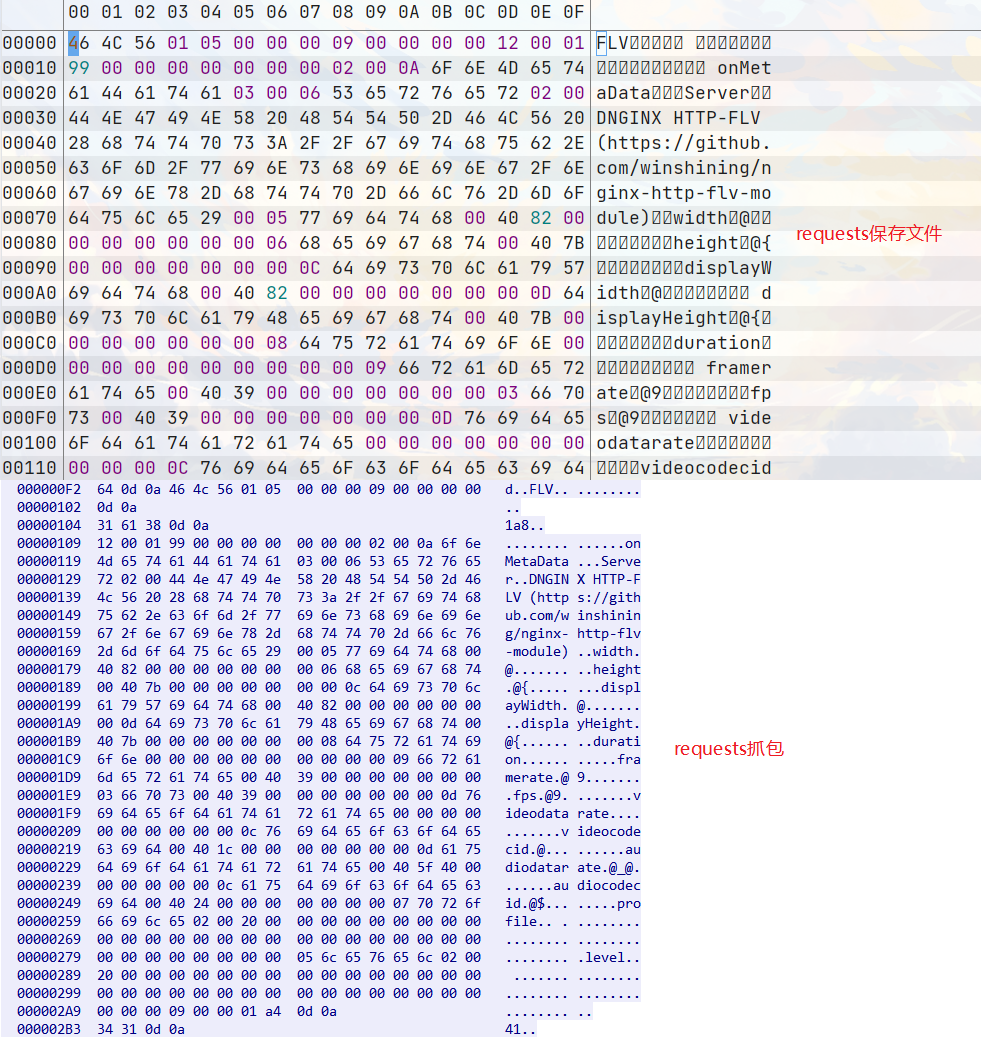 00 01 02 03 04 05 06 07 08 09 0A 0B 0C 0D 0E 0F
00000 46 4C 56 01 05 00 00 00 09 00 00 00 00 12 00 01 FLV
00010 99 00 00 00 00 00 00 00 02 00 0A 6F 6E 4D 65 74 onMet
00020 61 44 61 74 61 03 00 06 53 65 72 76 65 72 02 00 aData Server
00030 44 4E 47 49 4E 58 20 48 54 54 50 2D 46 4C 56 20 DNGINX HTTP-FLV
00040 28 68 74 74 70 73 3A 2F 2F 67 69 74 68 75 62 2E (https://github.
00050 63 6F 6D 2F 77 69 6E 73 68 69 6E 69 6E 67 2F 6E com/winshining/n
00060 67 69 6E 78 2D 68 74 74 70 2D 66 6C 76 2D 6D 6F ginx-http-flv-mo
00070 64 75 6C 65 29 00 05 77 69 64 74 68 00 40 82 00 dule) width @
requests保存文件
00080 00 00 00 00 00 00 06 68 65 69 67 68 74 00 40 7B height @{
00090 00 00 00 00 00 00 00 0C 64 69 73 70 6C 61 79 57 displayW
000A0 69 64 74 68 00 40 82 00 00 00 00 00 00 00 0D 64 idth @ d
000B0 69 73 70 6C 61 79 48 65 69 67 68 74 00 40 7B 00 isplayHeight @{
000C0 00 00 00 00 00 00 08 64 75 72 61 74 69 6F 6E 00 duration
000D0 00 00 00 00 00 00 00 00 09 66 72 61 6D 65 72 framer
000E0 61 74 65 00 40 39 00 00 00 00 00 00 00 03 66 70 ate @9 fp
000F0 73 00 40 39 00 00 00 00 00 00 00 0D 76 69 64 65 s @9 vide
00100 6F 64 61 74 61 72 61 74 65 00 00 00 00 00 00 00 odatarate
00110 00 00 00 0C 76 69 64 65 6F 63 6F 64 65 63 69 64 videocodecid
000000F2 64 0d 0a 46 4c 56 01 05 00 00 00 09 00 00 00 00 d..FLV.. ........
00000102 0d 0a ..
00000104 31 61 38 0d 0a 1a8..
00000109 12 00 01 99 00 00 00 00 00 00 00 02 00 0a 6f 6e ........ ......on
00000119 4d 65 74 61 44 61 74 61 03 00 06 53 65 72 76 65 MetaData ...Serve
00000129 72 02 00 44 4e 47 49 4e 58 20 48 54 54 50 2d 46 r..DNGIN X HTTP-F
00000139 4c 56 20 28 68 74 74 70 73 3a 2f 2f 67 69 74 68 LV (http s://gith
00000149 75 62 2e 63 6f 6d 2f 77 69 6e 73 68 69 6e 69 6e ub.com/w inshinin
00000159 67 2f 6e 67 69 6e 78 2d 68 74 74 70 2d 66 6c 76 g/nginx- http-flv
00000169 2d 6d 6f 64 75 6c 65 29 00 05 77 69 64 74 68 00 -module) ..width.
00000179 40 82 00 00 00 00 00 00 00 06 68 65 69 67 68 74 @....... ..height
requests抓包
00000189 00 40 7b 00 00 00 00 00 00 00 0c 64 69 73 70 6c .@{..... ...displ
00000199 61 79 57 69 64 74 68 00 40 82 00 00 00 00 00 00 ayWidth. @.......
000001A9 00 0d 64 69 73 70 6c 61 79 48 65 69 67 68 74 00 ..displa yHeight.
000001B9 40 7b 00 00 00 00 00 00 00 08 64 75 72 61 74 69 @{...... ..durati
000001C9 6f 6e 00 00 00 00 00 00 00 00 00 09 66 72 61 on...... .....fra
000001D9 6d 65 72 61 74 65 00 40 39 00 00 00 00 00 00 00 merate.@ 9.......
000001E9 03 66 70 73 00 40 39 00 00 00 00 00 00 00 0d 76 .fps.@9. .......v
000001F9 69 64 65 6f 64 61 74 61 72 61 74 65 00 00 00 00 ideodata rate....
00000209 00 00 00 00 00 00 0c 76 69 64 65 6f 63 6f 64 65 .......v ideocode
00000219 63 69 64 00 40 1c 00 00 00 00 00 00 00 0d 61 75 cid.@... ......au
00000229 64 69 6f 64 61 74 61 72 61 74 65 00 40 5f 40 00 diodatar ate.@_@.
00000239 00 00 00 00 00 0c 61 75 64 69 6f 63 6f 64 65 63 ......au diocodec
00000249 69 64 00 40 24 00 00 00 00 00 00 00 07 70 72 6f id.@$... .....pro
00000259 66 69 6c 65 02 00 20 00 00 00 00 00 00 00 00 00 file.. . ........
00000269 00 00 00 00 00 00 00 00 00 00 00 00 00 00 00 00 ........ ........
00000279 00 00 00 00 00 00 00 00 05 6c 65 76 65 6c 02 00 ........ .level..
00000289 20 00 00 00 00 00 00 00 00 00 00 00 00 00 00 00 ....... ........
00000299 00 00 00 00 00 00 00 00 00 00 00 00 00 00 00 00 ........ ........
000002A9 00 00 00 09 00 00 01 a4 0d 0a ........ ..
000002B3 34 31 0d 0a 41..